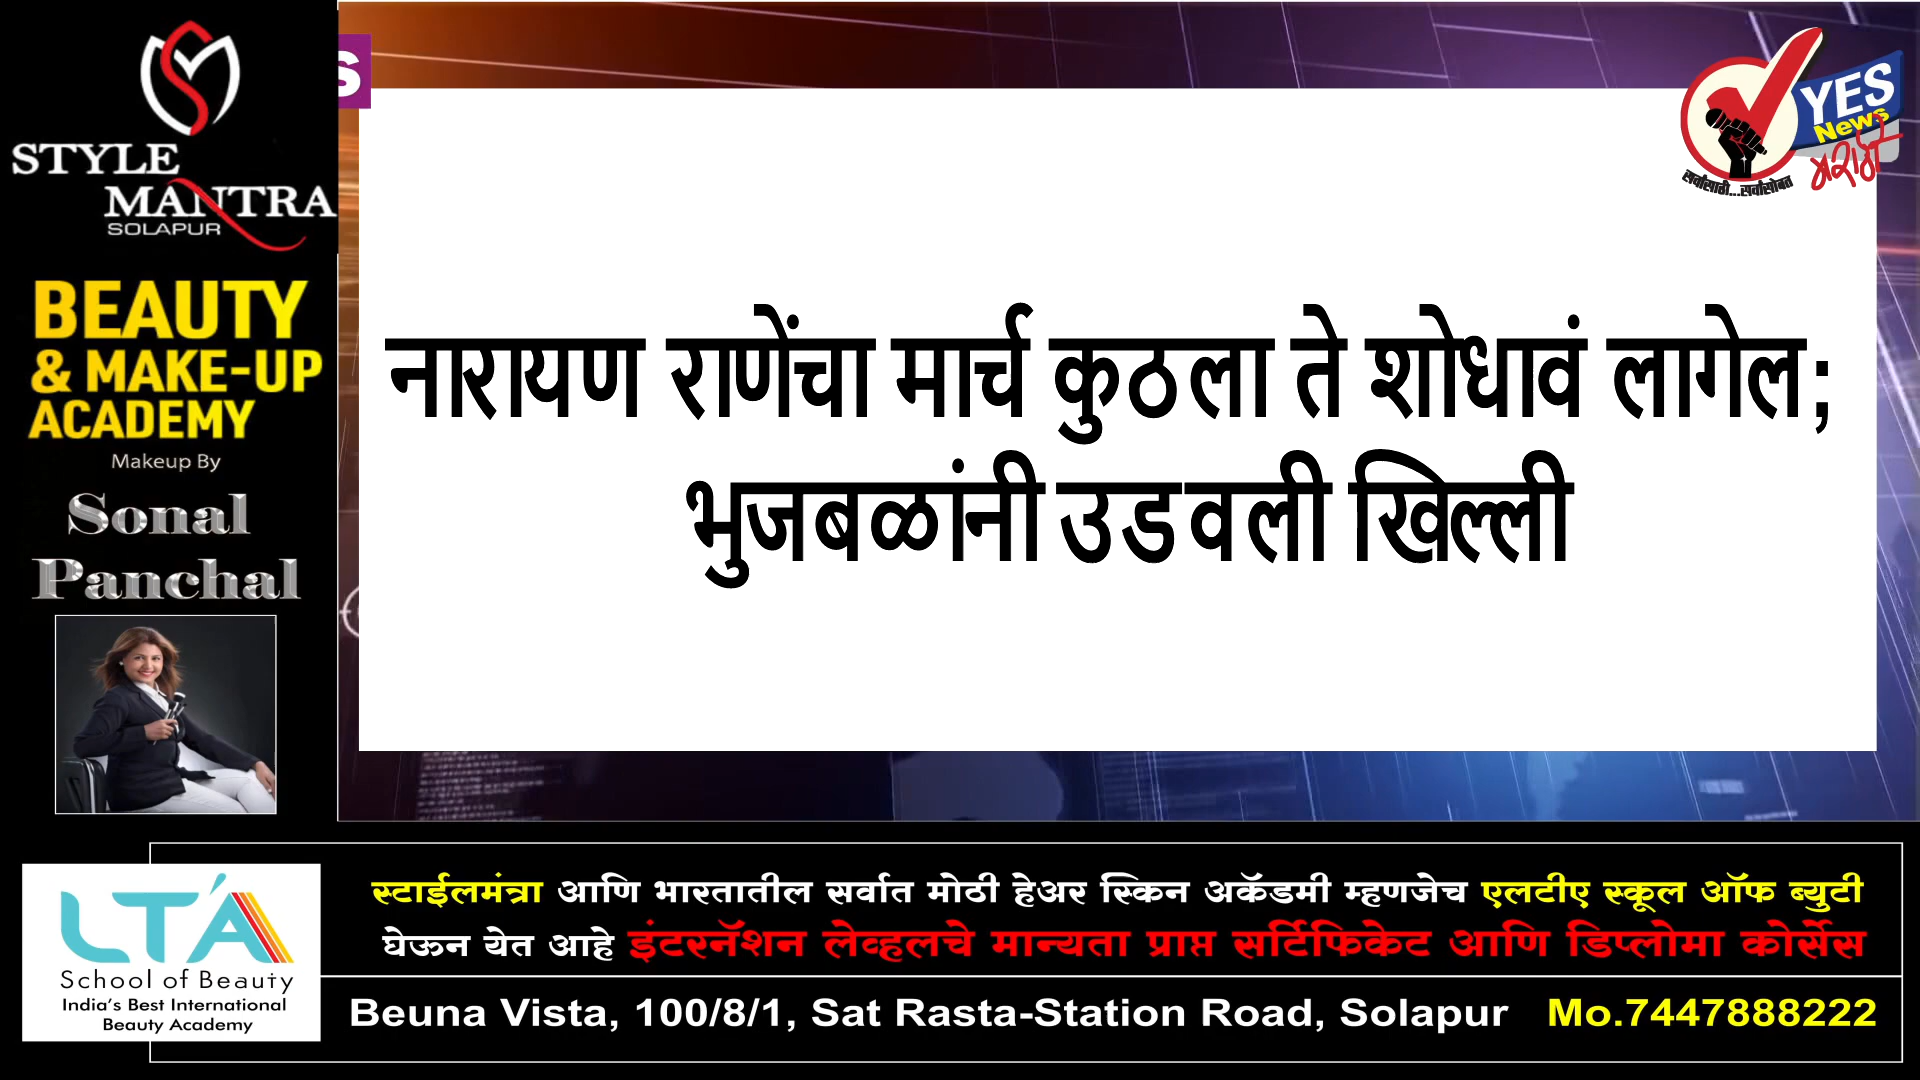 STYLE
MANTRA
SOLAPUR
BEAUTY
& MAKE-UP
ACADEMY
Makeup By
Sonal
Panchal
S
YES
News
मराठी
सर्वांसाठी...सर्वांसोबत
नारायण राणेंचा मार्च कुठला ते शोधावं लागेल;
भुजबळांनी उडवली खिल्ली
LTA
School of Beauty
India's Best International
Beauty Academy
स्टाईलमंत्रा आणि भारतातील सर्वात मोठी हेअर स्किन अकॅडमी म्हणजेच एलटीए स्कूल ऑफ ब्युटी
घेऊन येत आहे इंटरनॅशन लेव्हलचे मान्यता प्राप्त सर्टिफिकेट आणि डिप्लोमा कोर्सेस
Beuna Vista, 100/8/1, Sat Rasta-Station Road, Solapur Mo.7447888222